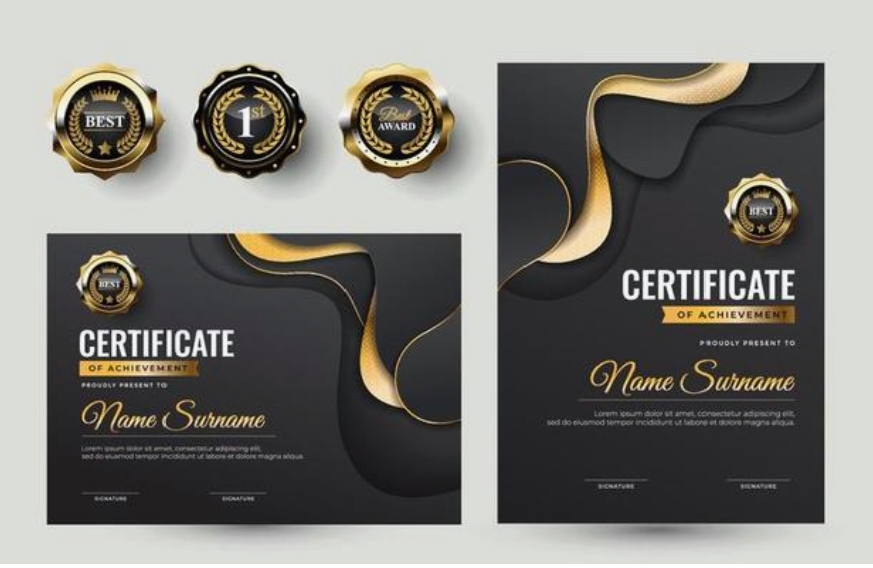 BEST
1st
Best
AWARD
BEST
CERTIFICATE
OF ACHIEVEMENT
PROUDLY PRESENT TO
Name Surname
Lorem ipsum dolor sit amet, consectetur adipiscing elit,
sed do eiusmod tempor incididunt ut labore et dolore magna aliqua.
SIGNATURE
SIGNATURE
BEST
CERTIFICATE
OF ACHIEVEMENT
PROUDLY PRESENT TO
Name Surname
Lorem ipsum dolor sit amet, consectetur adipiscing elit,
sed do eiusmod tempor incididunt ut labore et dolore magna aliqua.
SIGNATURE
SIGNATURE